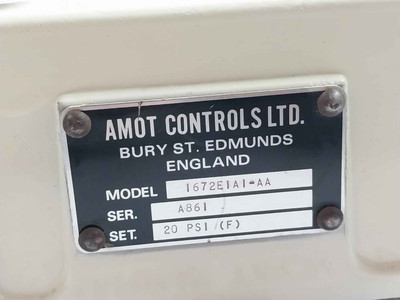 AMOT CONTROLS LTD.
BURY ST. EDMUNDS
ENGLAND
MODEL 1672E1A1-AA
SER. A861
SET. 20 PSI/(F)